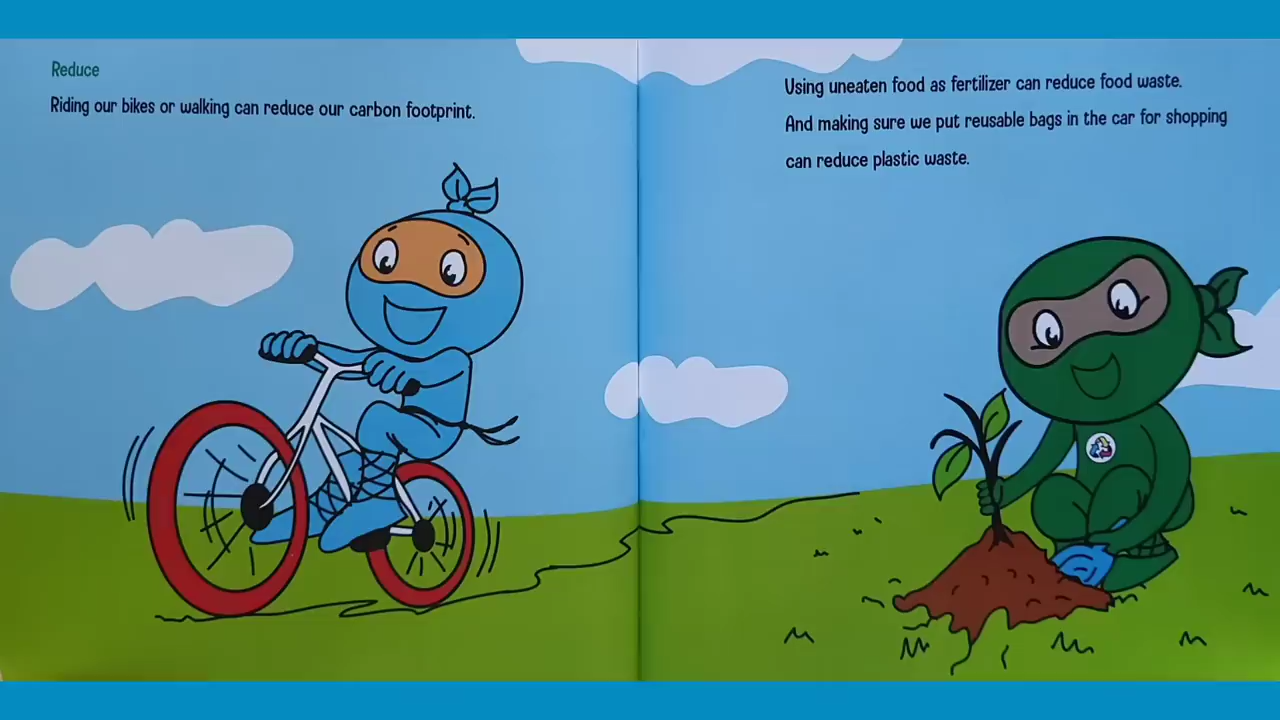 Reduce
Riding our bikes or walking can reduce our carbon footprint.
Using uneaten food as fertilizer can reduce food waste.
And making sure we put reusable bags in the car for shopping
can reduce plastic waste.